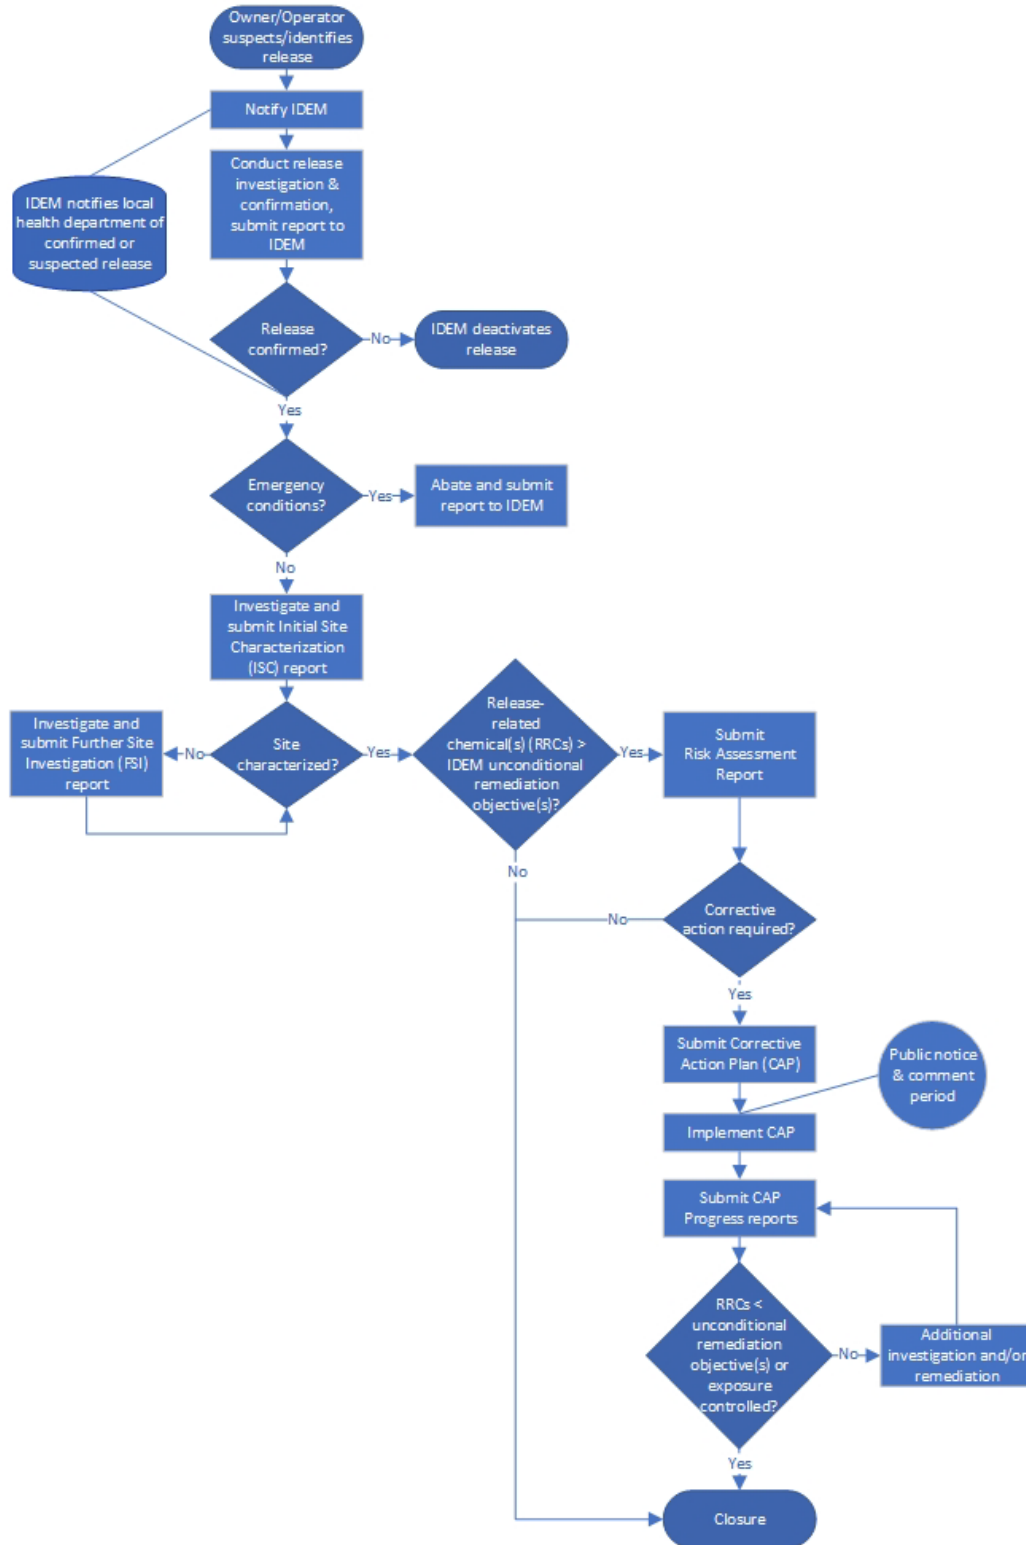 Owner/Operator
suspects/identifies
release
Notify IDEM
Conduct release
investigation &
confirmation,
submit report to
IDEM
IDEM notifies local
health department of
confirmed or
suspected release
Release
confirmed?
No
IDEM deactivates
release
Yes
Emergency
conditions?
Yes
Abate and submit
report to IDEM
No
Investigate and
submit Initial Site
Characterization
(ISC) report
Investigate and
submit Further Site
Investigation (FSI)
report
No
Site
characterized?
Yes
Release-
related
chemical(s) (RRCs) >
IDEM unconditional
remediation
objective(s)?
Yes
Submit
Risk Assessment
Report
No
No
Corrective
action required?
Yes
Submit Corrective
Action Plan (CAP)
Public notice
& comment
period
Implement CAP
Submit CAP
Progress reports
RRCs <
unconditional
remediation
objective(s) or
exposure
controlled?
No
Additional
investigation and/or
remediation
Yes
Closure